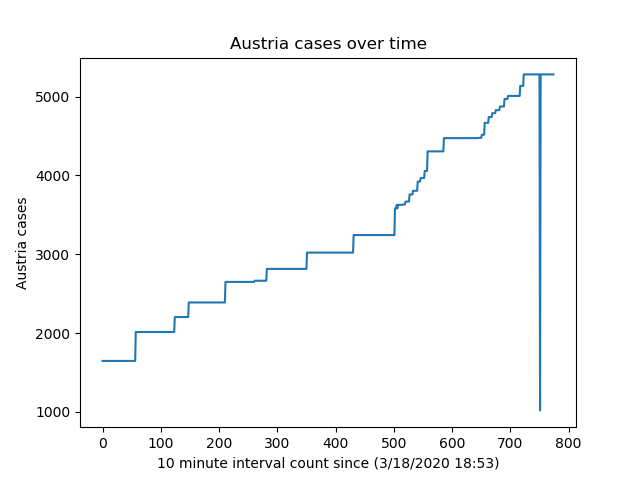 Austria cases over time
5000
4000
3000
2000
1000
Austria cases
0 100 200 300 400 500 600 700 800
10 minute interval count since (3/18/2020 18:53)